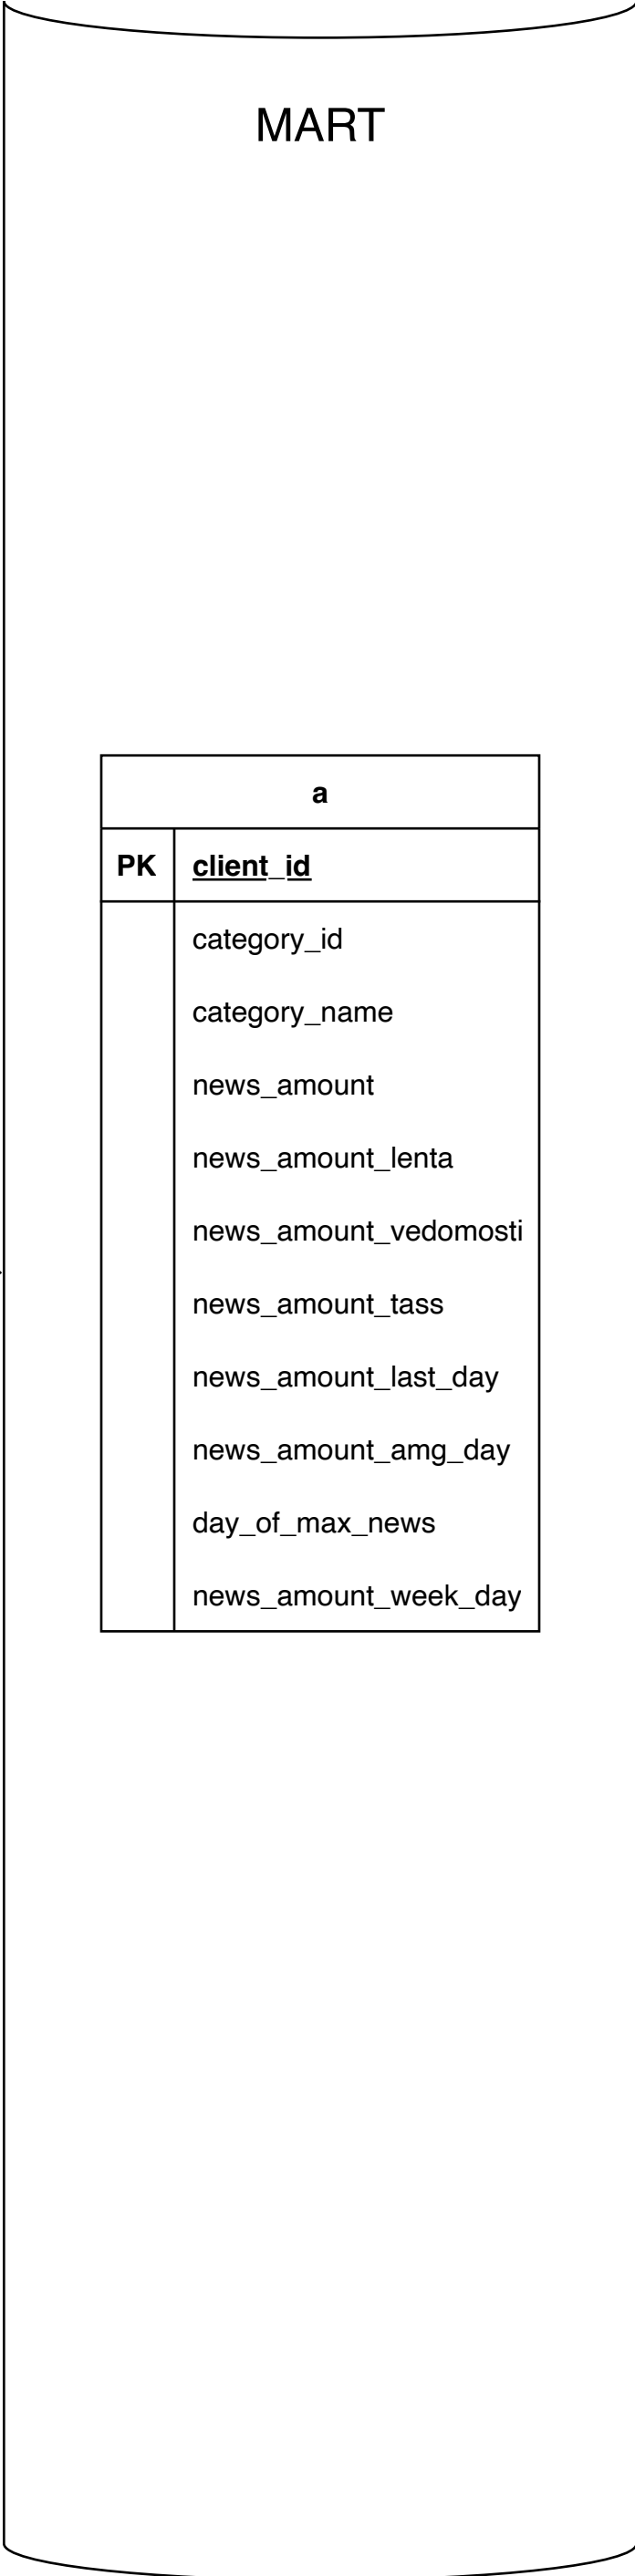 MART
a
PK client_id
category_id
category_name
news_amount
news_amount_lenta
news_amount_vedomosti
news_amount_tass
news_amount_last_day
news_amount_amg_day
day_of_max_news
news_amount_week_day